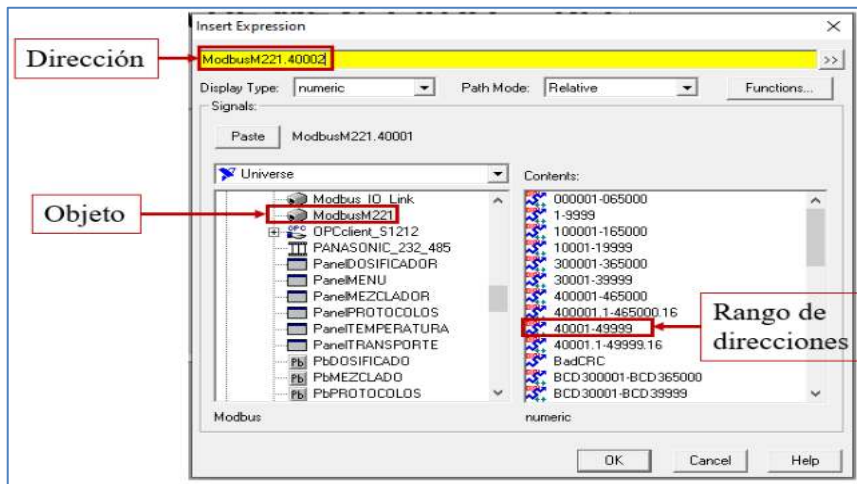 Insert Expression
Dirección
ModbusM221.40002
>>
Display Type: numeric Path Mode: Relative Functions...
Signals:
Paste ModbusM221.40001
Universe
Contents:
Objeto
Modbus_IO_Link
ModbusM221
OPCclient_S1212
PANASONIC_232_485
PanelDOSIFICADOR
PanelMENU
PanelMEZCLADOR
PanelPROTOCOLOS
PanelTEMPERATURA
PanelTRANSPORTE
Pb PbDOSIFICADO
Pb PbMEZCLADO
Pb PbPROTOCOLOS
000001-065000
1-9999
100001-165000
10001-19999
300001-365000
30001-39999
400001-465000
400001.1-465000.16
40001-49999
40001.1-49999.16
BadCRC
BCD300001-BCD365000
BCD30001-BCD39999
Rango de
direcciones
Modbus
numeric
OK Cancel Help